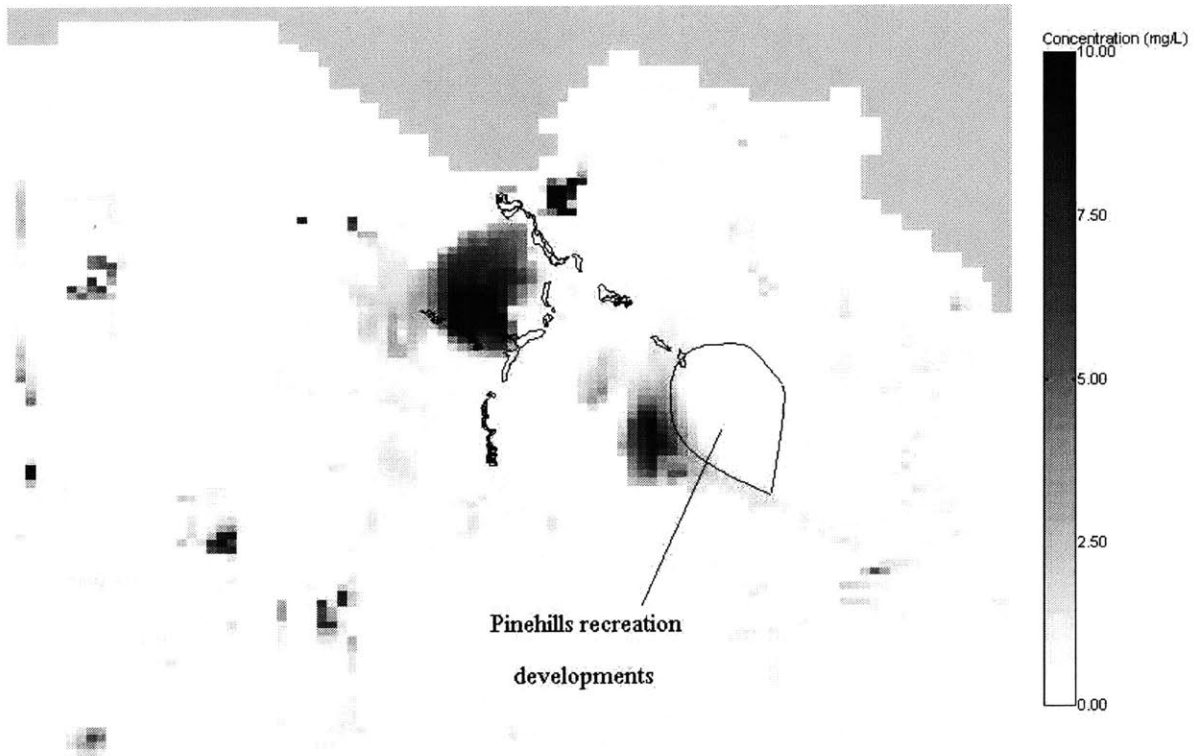 Concentration (mg/L)
10.00
7.50
5.00
2.50
0.00
Pinehills recreation
developments